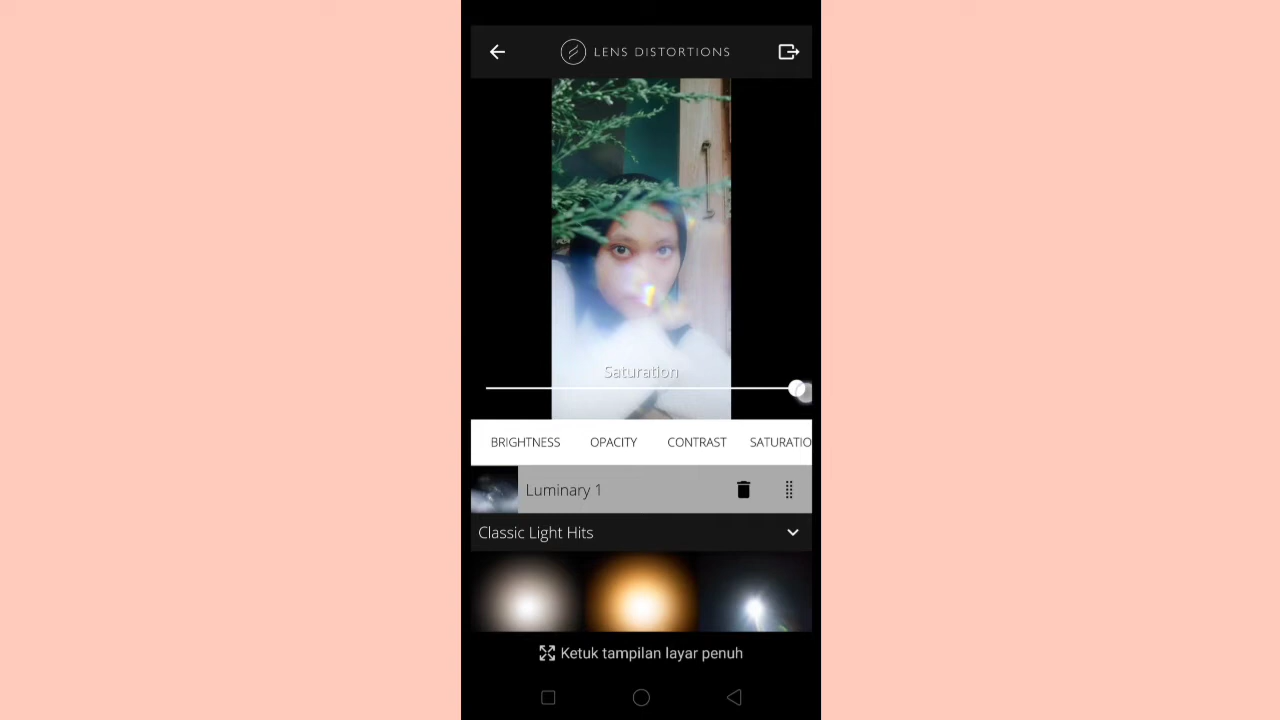 LENS DISTORTIONS
Saturation
BRIGHTNESS OPACITY CONTRAST SATURATIO
Luminary 1
Classic Light Hits
Ketuk tampilan layar penuh